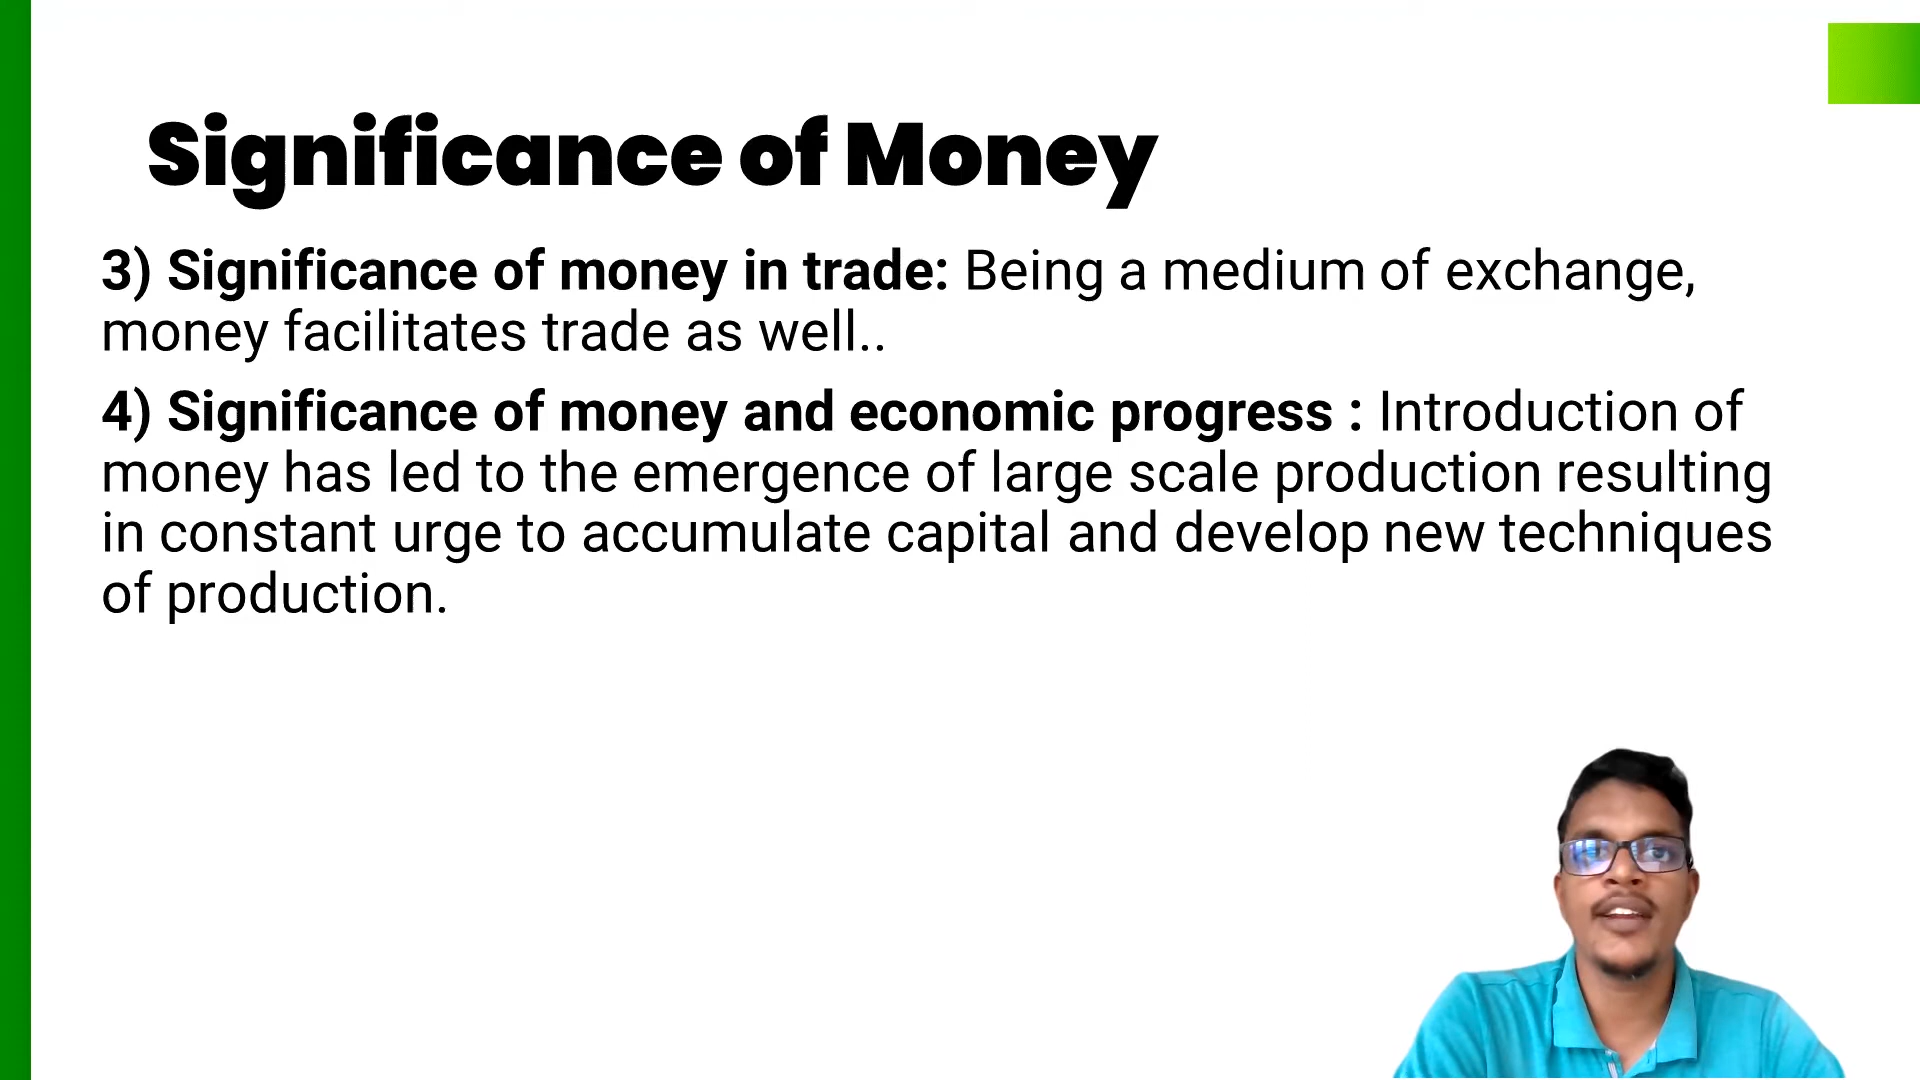 Significance of Money
3) Significance of money in trade: Being a medium of exchange,
money facilitates trade as well..
4) Significance of money and economic progress : Introduction of
money has led to the emergence of large scale production resulting
in constant urge to accumulate capital and develop new techniques
of production.